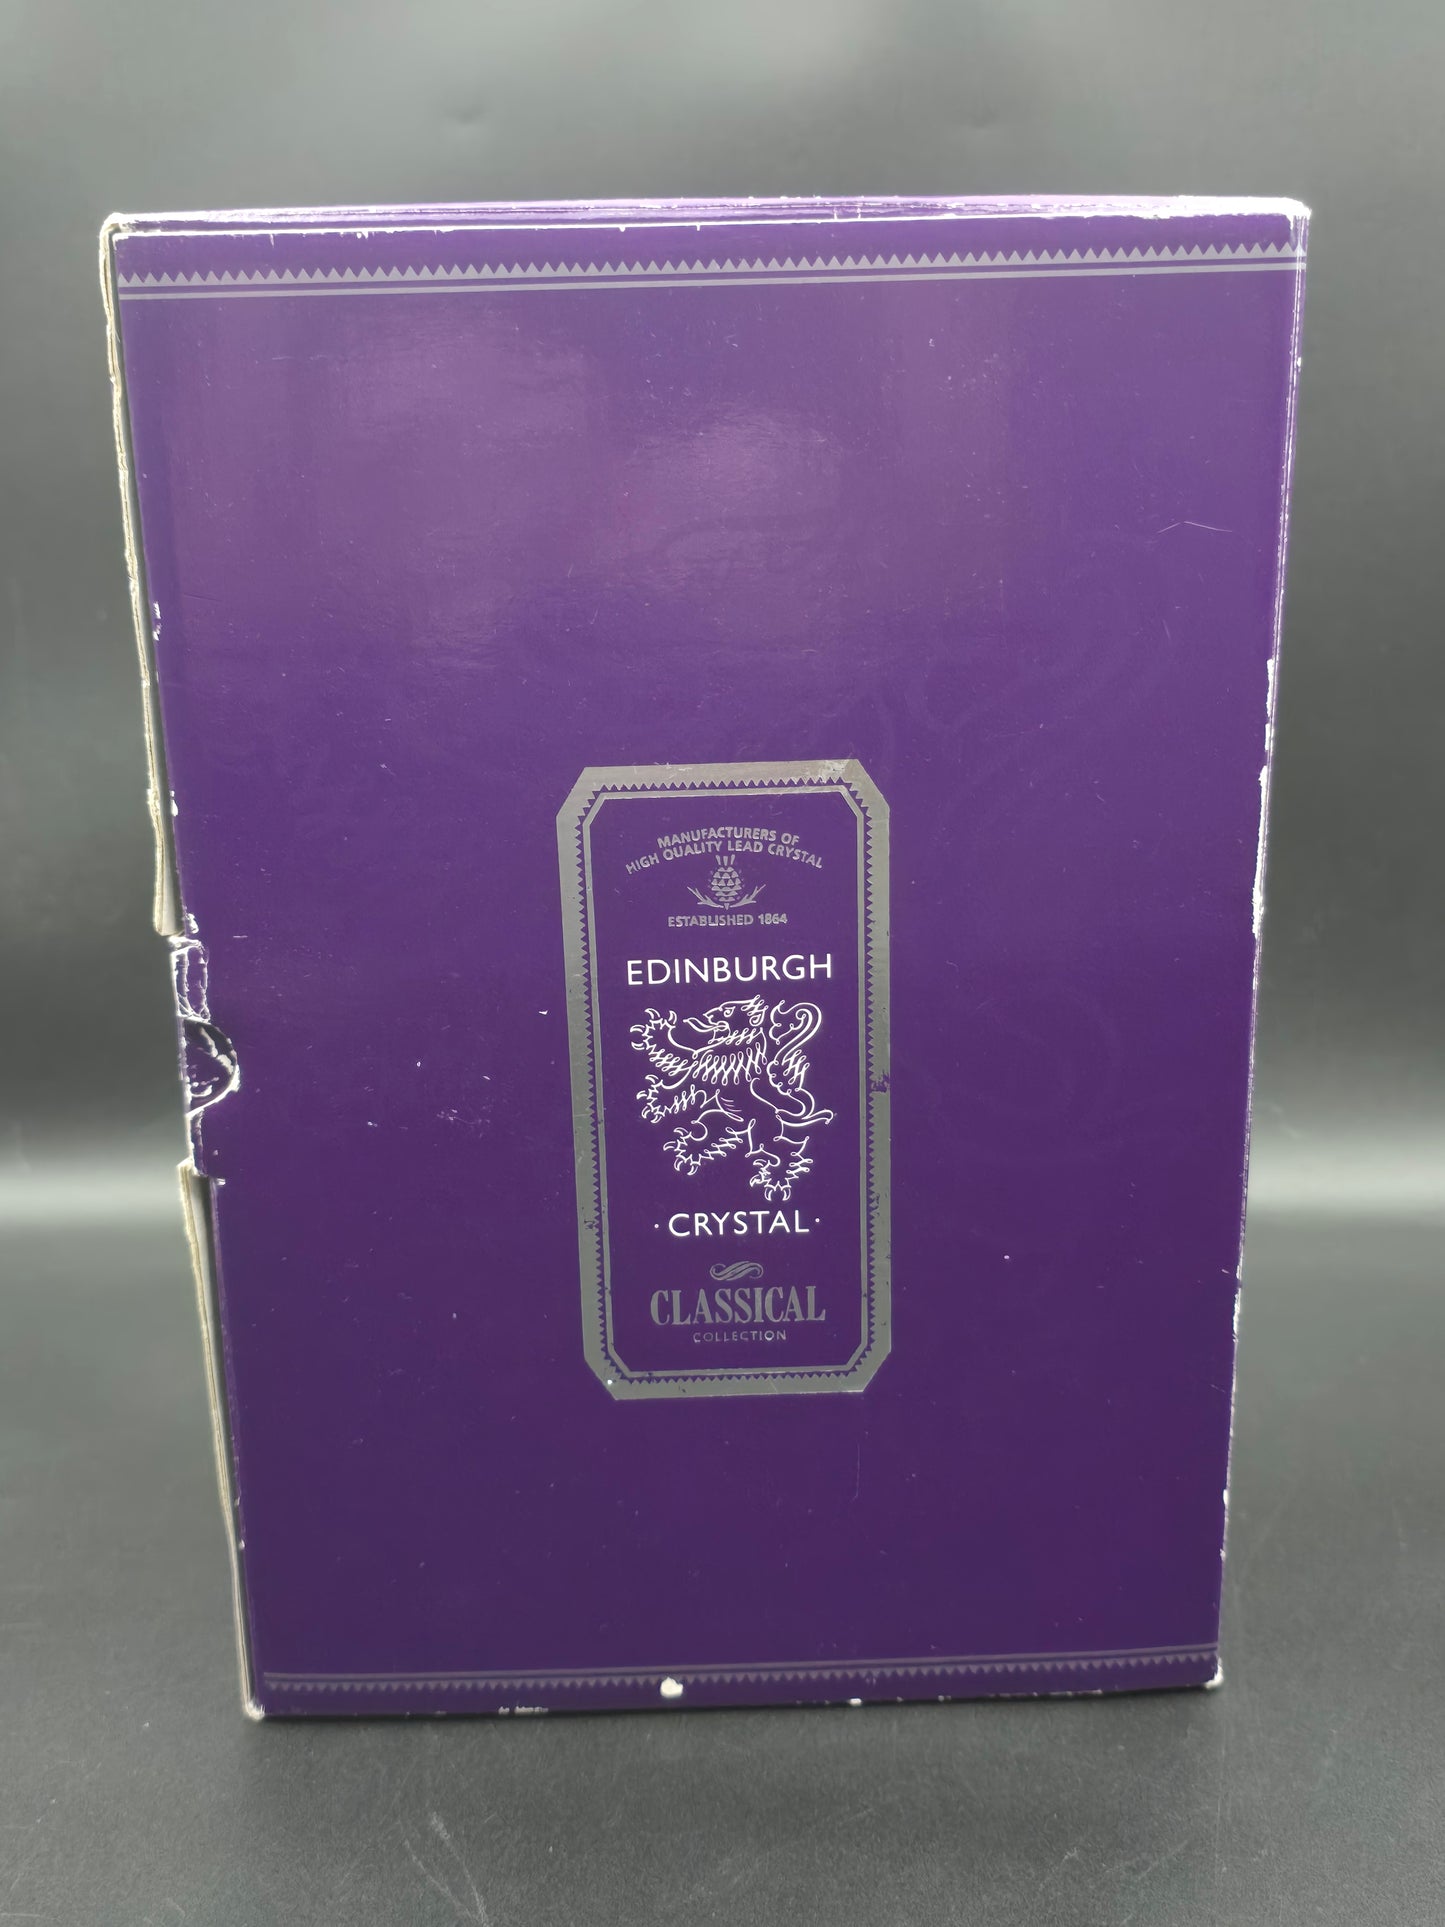 MANUFACTURERS OF
HIGH QUALITY LEAD CRYSTAL
ESTABLISHED 1864
EDINBURGH
· CRYSTAL ·
CLASSICAL
COLLECTION